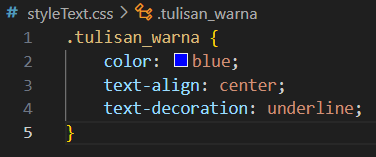 # styleText.css > .tulisan_warna
1 .tulisan_warna {
2 color: blue;
3 text-align: center;
4 text-decoration: underline;
5 }